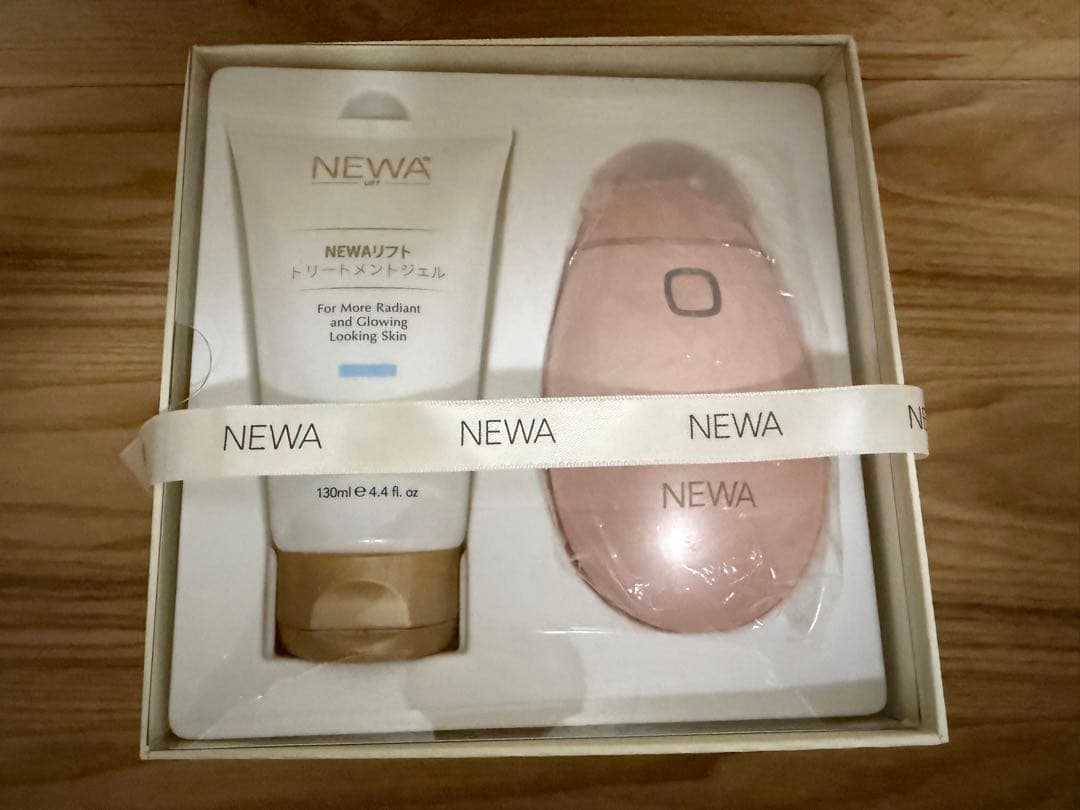 NEWA®
LIFT
NEWAリフト
トリートメントジェル
For More Radiant
and Glowing
Looking Skin
NEWA NEWA NEWA NE
130ml ℮ 4.4 fl. oz
NEWA